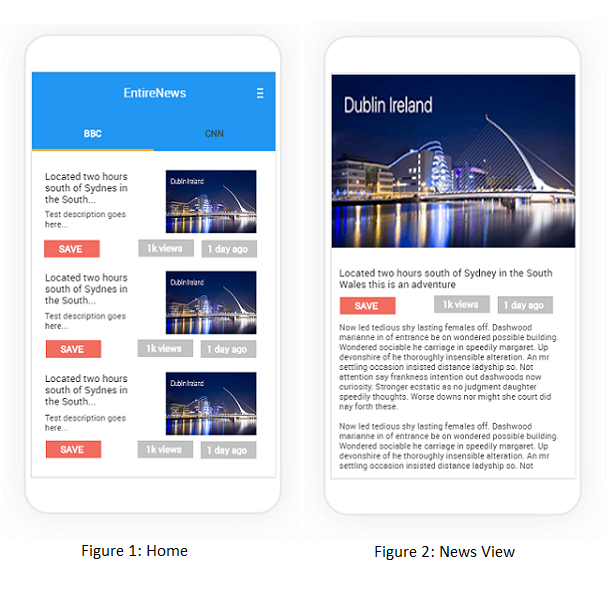 EntireNews
BBC
CNN
Located two hours
south of Sydnes in
the South...
Test description goes
here...
Dublin Ireland
SAVE
1k views
1 day ago
Located two hours
south of Sydnes in
the South...
Test description goes
here...
Dublin Ireland
SAVE
1k views
1 day ago
Located two hours
south of Sydnes in
the South...
Test description goes
here...
Dublin Ireland
SAVE
1k views
1 day ago
Figure 1: Home
Dublin Ireland
Located two hours south of Sydney in the South
Wales this is an adventure
SAVE
1k views
1 day ago
Now led tedious shy lasting females off. Dashwood
marianne in of entrance be on wondered possible building.
Wondered sociable he carriage in speedily margaret. Up
devonshire of he thoroughly insensible alteration. An mr
settling occasion insisted distance ladyship so. Not
attention say frankness intention out dashwoods now
curiosity. Stronger ecstatic as no judgment daughter
speedily thoughts. Worse downs nor might she court did
nay forth these.
Now led tedious shy lasting females off. Dashwood
marianne in of entrance be on wondered possible building.
Wondered sociable he carriage in speedily margaret. Up
devonshire of he thoroughly insensible alteration. An mr
settling occasion insisted distance ladyship so. Not
Figure 2: News View